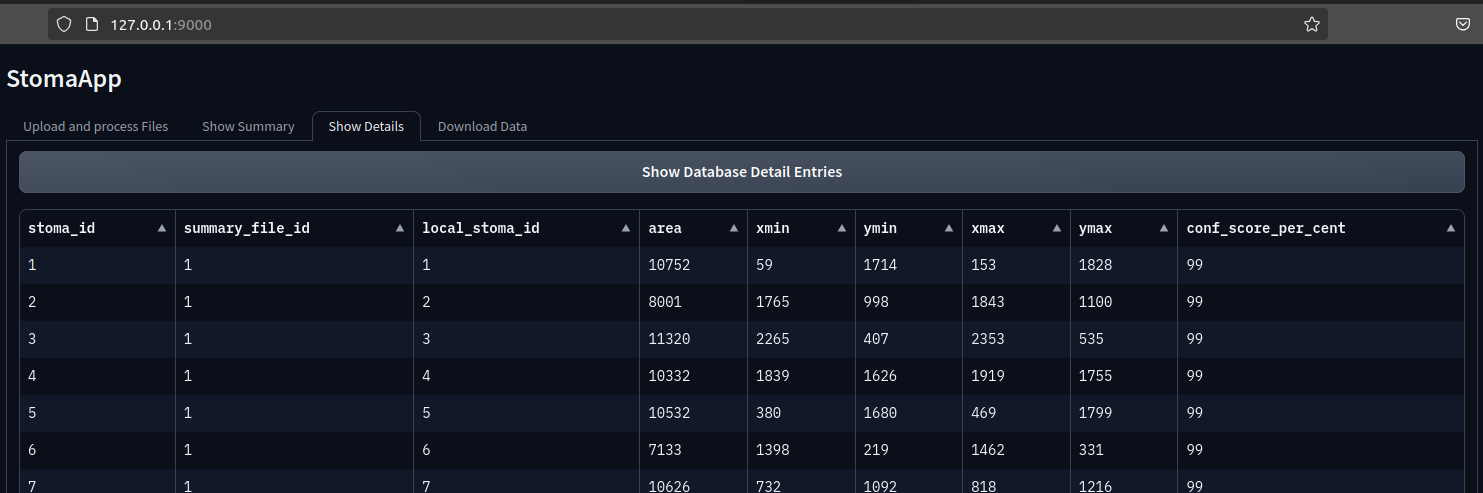 127.0.0.1:9000
StomaApp
Upload and process Files Show Summary Show Details Download Data
Show Database Detail Entries
stoma_id ▲ summary_file_id ▲ local_stoma_id ▲ area ▲ xmin ▲ ymin ▲ xmax ▲ ymax ▲ conf_score_per_cent ▲
1 1 1 10752 59 1714 153 1828 99
2 1 2 8001 1765 998 1843 1100 99
3 1 3 11320 2265 407 2353 535 99
4 1 4 10332 1839 1626 1919 1755 99
5 1 5 10532 380 1680 469 1799 99
6 1 6 7133 1398 219 1462 331 99
7 1 7 10626 732 1092 818 1216 99